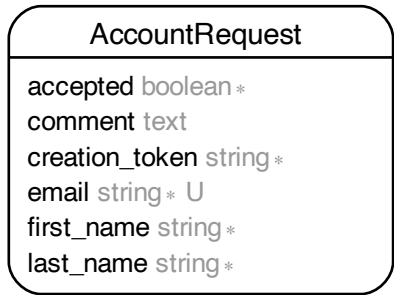 AccountRequest
accepted boolean *
comment text
creation_token string *
email string * U
first_name string *
last_name string *